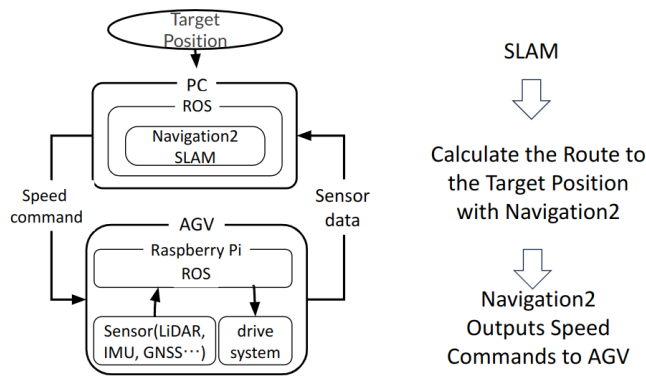 Target
Position
PC
ROS
Navigation2
SLAM
Speed
command
Sensor
data
AGV
Raspberry Pi
ROS
Sensor(LiDAR,
IMU, GNSS⋯)
drive
system
SLAM
Calculate the Route to
the Target Position
with Navigation2
Navigation2
Outputs Speed
Commands to AGV